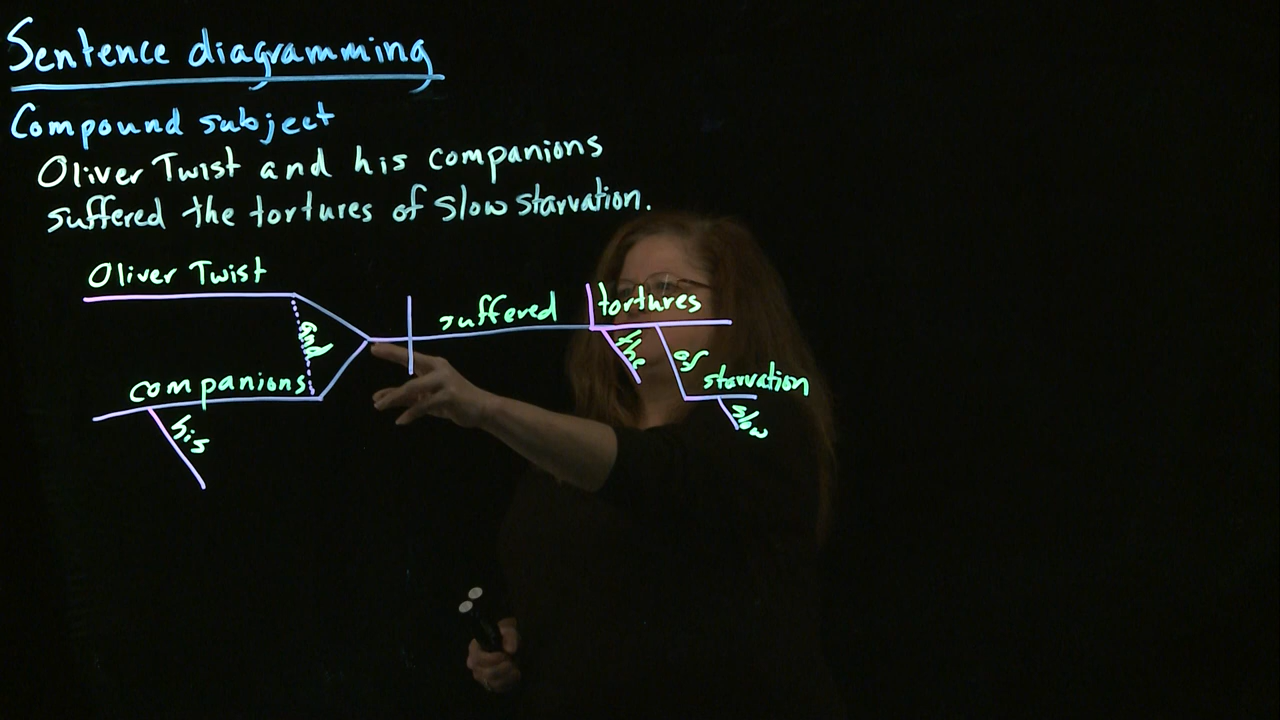 Sentence diagramming
Compound subject
Oliver Twist and his companions
suffered the tortures of slow starvation.
Oliver Twist
and
companions
his
suffered
tortures
the
of
starvation
slow